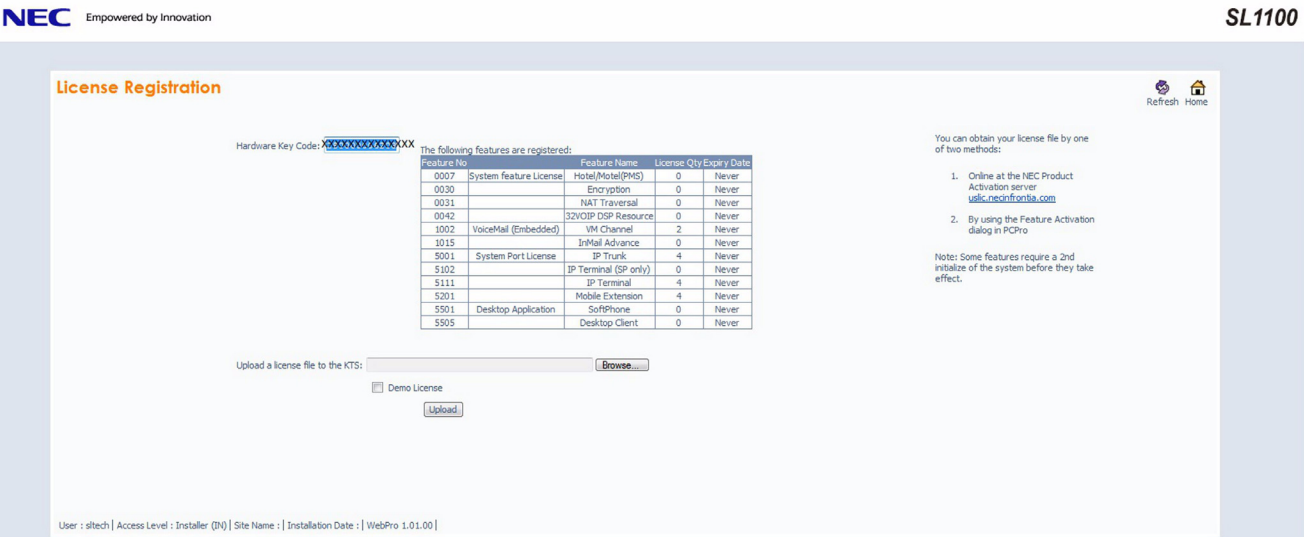 NEC Empowered by Innovation SL1100
License Registration
Refresh Home
Hardware Key Code: XXXXXXXXXXXXXX
The following features are registered:
Feature No Feature Name License Qty Expiry Date
0007 System feature License Hotel/Motel(PMS) 0 Never
0030 Encryption 0 Never
0031 NAT Traversal 0 Never
0042 32VOIP DSP Resource 0 Never
1002 VoiceMail (Embedded) VM Channel 2 Never
1015 InMail Advance 0 Never
5001 System Port License IP Trunk 4 Never
5102 IP Terminal (SP only) 0 Never
5111 IP Terminal 4 Never
5201 Mobile Extension 4 Never
5501 Desktop Application SoftPhone 0 Never
5505 Desktop Client 0 Never
Upload a license file to the KTS: Browse...
Demo License
Upload
You can obtain your license file by one
of two methods:
1. Online at the NEC Product
Activation server
uslic.necinfrontia.com
2. By using the Feature Activation
dialog in PCPro
Note: Some features require a 2nd
initialize of the system before they take
effect.
User : sltech | Access Level : Installer (IN) | Site Name : | Installation Date : | WebPro 1.01.00 |